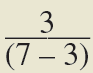 3
(7 – 3)